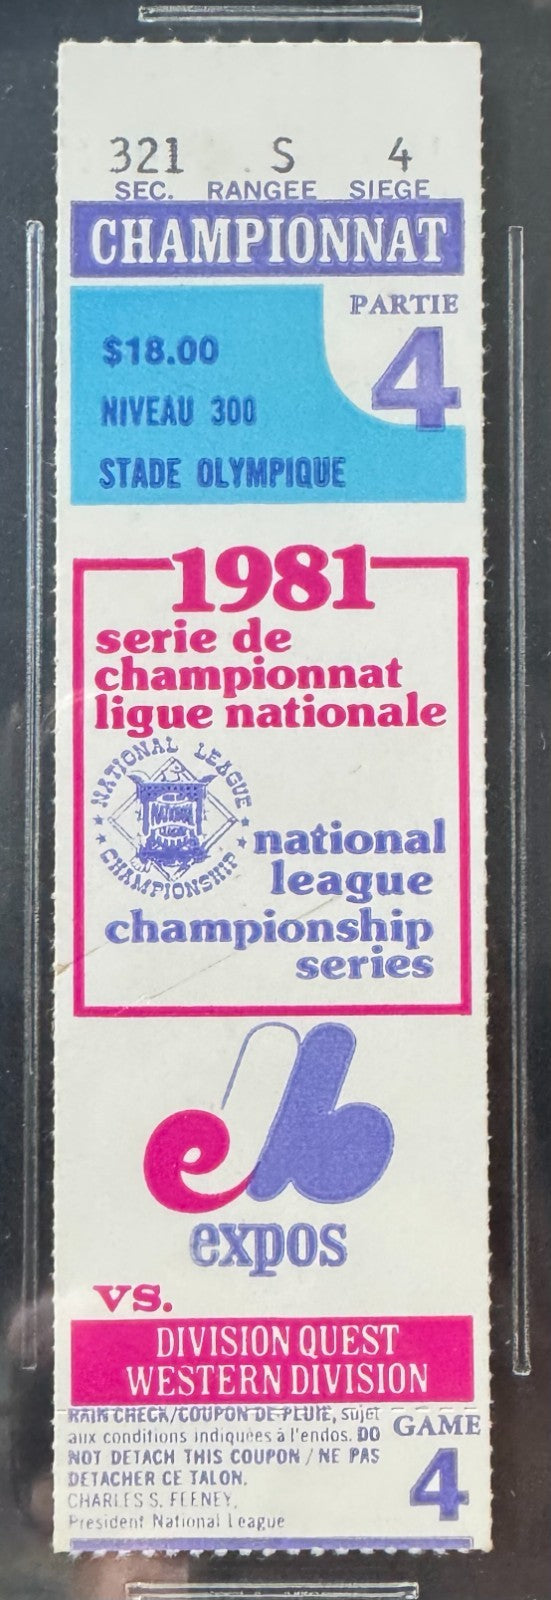 321 S 4
SEC. RANGEE SIEGE
CHAMPIONNAT
PARTIE
4
$18.00
NIVEAU 300
STADE OLYMPIQUE
1981
serie de
championnat
ligue nationale
NATIONAL LEAGUE
NATIONAL
LEAGUE
CHAMPIONSHIP
national
league
championship
series
eb
expos
vs.
DIVISION QUEST
WESTERN DIVISION
RAIN CHECK/COUPON DE PLUIE, sujet
aux conditions indiquées à l'endos. DO
NOT DETACH THIS COUPON / NE PAS
DETACHER CE TALON.
CHARLES S. FEENEY,
President National League
GAME
4